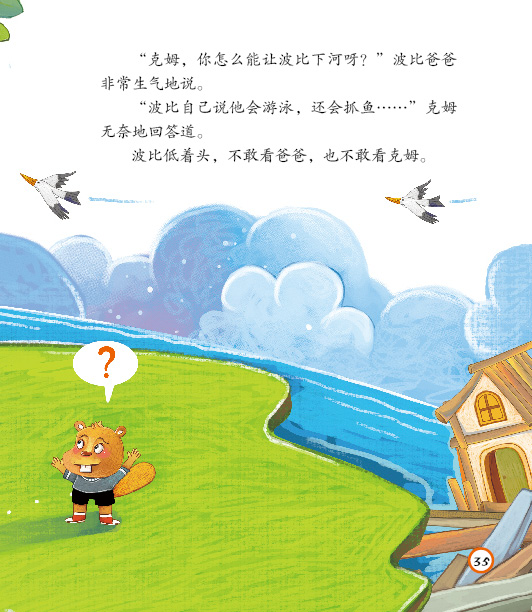 “克姆，你怎么能让波比下河呀？”波比爸爸
非常生气地说。
“波比自己说他会游泳，还会抓鱼……”克姆
无奈地回答道。
波比低着头，不敢看爸爸，也不敢看克姆。
?
35